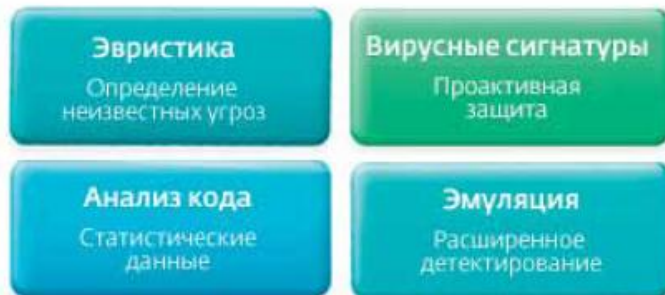 Эвристика
Определение
неизвестных угроз
Вирусные сигнатуры
Проактивная
защита
Анализ кода
Статистические
данные
Эмуляция
Расширенное
детектирование